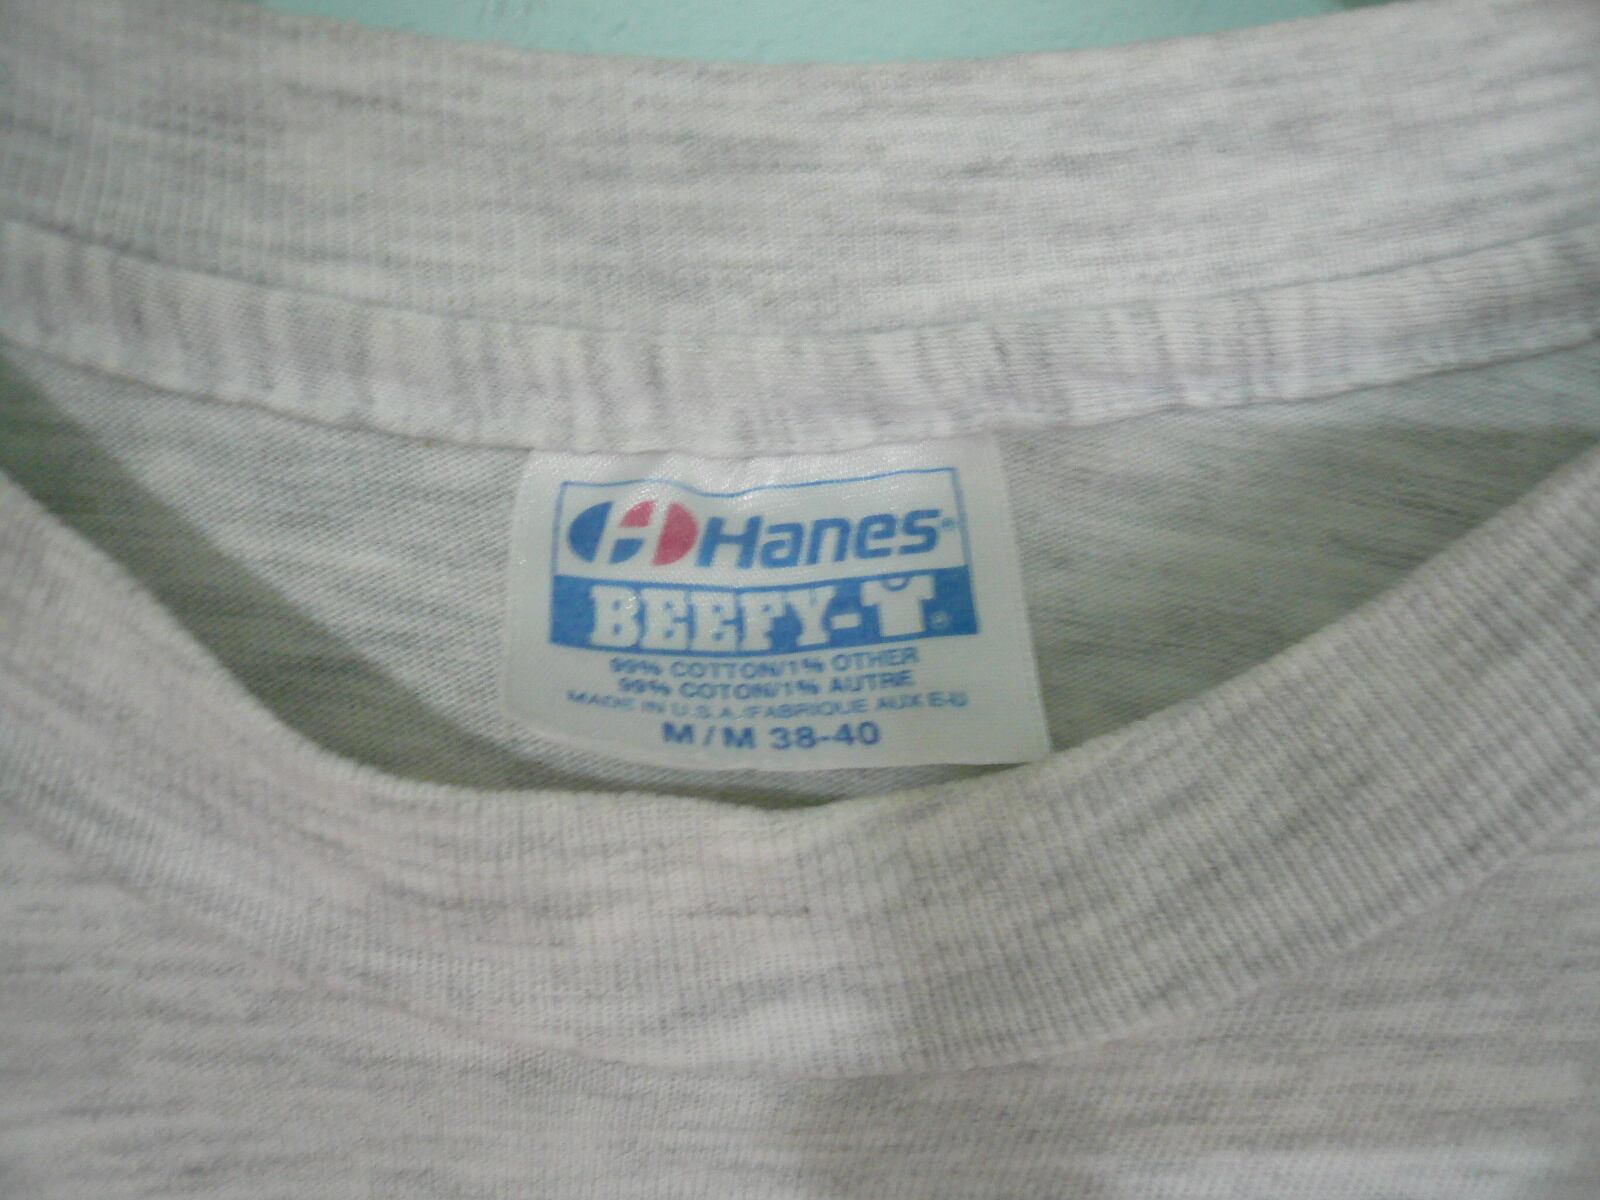 Hanes®
BEEFY-T®
99% COTTON/1% OTHER
99% COTON/1% AUTRE
MADE IN U.S.A./FABRIQUE AUX E-U
M/M 38-40